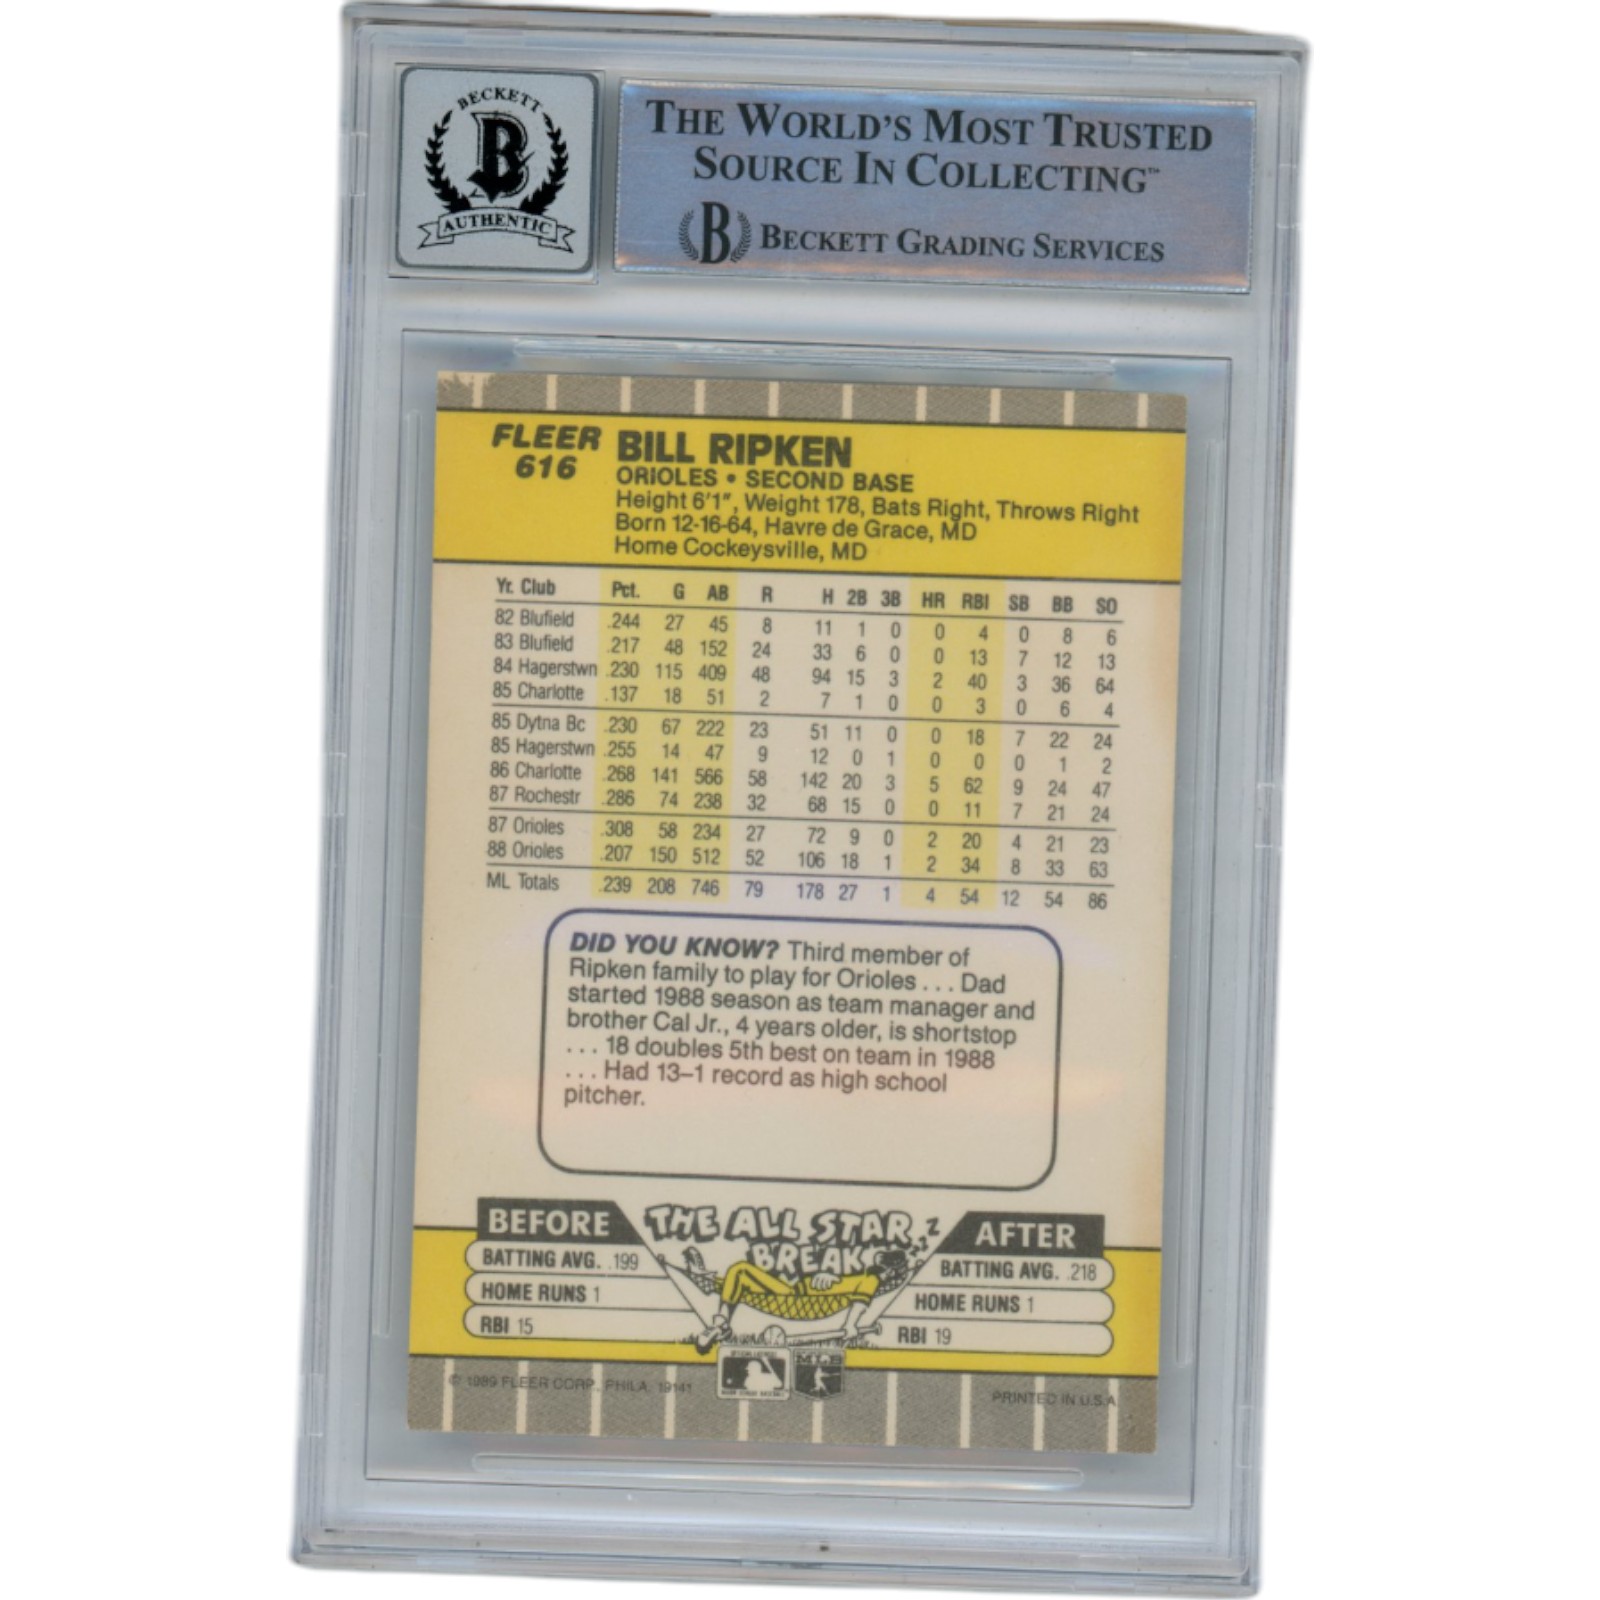 BECKETT
B
AUTHENTIC
THE WORLD'S MOST TRUSTED
SOURCE IN COLLECTING™
B BECKETT GRADING SERVICES
FLEER
616
BILL RIPKEN
ORIOLES • SECOND BASE
Height 6'1", Weight 178, Bats Right, Throws Right
Born 12-16-64, Havre de Grace, MD
Home Cockeysville, MD
Yr. Club Pct. G AB R H 2B 3B HR RBI SB BB SO
82 Blufield .244 27 45 8 11 1 0 0 4 0 8 6
83 Blufield .217 48 152 24 33 6 0 0 13 7 12 13
84 Hagerstwn .230 115 409 48 94 15 3 2 40 3 36 64
85 Charlotte .137 18 51 2 7 1 0 0 3 0 6 4
85 Dytna Bc .230 67 222 23 51 11 0 0 18 7 22 24
85 Hagerstwn .255 14 47 9 12 0 1 0 0 0 1 2
86 Charlotte .268 141 566 58 142 20 3 5 62 9 24 47
87 Rochestr .286 74 238 32 68 15 0 0 11 7 21 24
87 Orioles .308 58 234 27 72 9 0 2 20 4 21 23
88 Orioles .207 150 512 52 106 18 1 2 34 8 33 63
ML Totals .239 208 746 79 178 27 1 4 54 12 54 86
DID YOU KNOW? Third member of
Ripken family to play for Orioles . . . Dad
started 1988 season as team manager and
brother Cal Jr., 4 years older, is shortstop
. . . 18 doubles 5th best on team in 1988
. . . Had 13–1 record as high school
pitcher.
BEFORE THE ALL STAR BREAK AFTER
BATTING AVG. .199
HOME RUNS 1
RBI 15
Z Z Z
BATTING AVG. .218
HOME RUNS 1
RBI 19
MLB
© 1989 FLEER CORP., PHILA. 19141
PRINTED IN U.S.A.